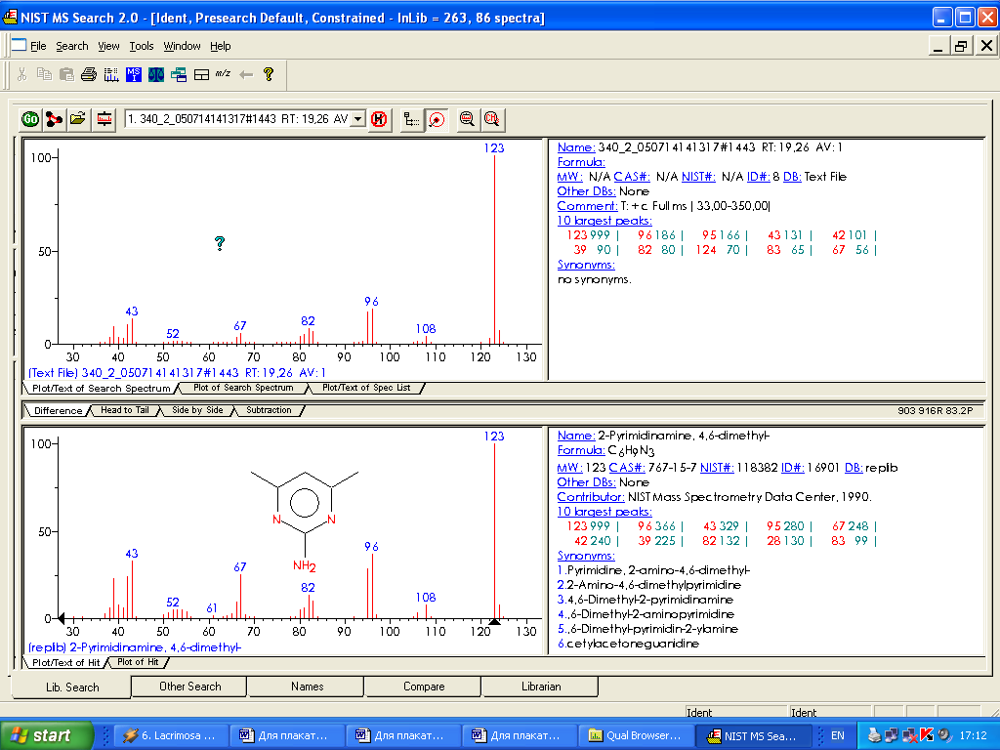 NIST MS Search 2.0 - [Ident, Presearch Default, Constrained - InLib = 263, 86 spectra]
File Search View Tools Window Help
MS
m/z
Go
1. 340_2_050714141317#1443 RT: 19,26 AV
H
100
50
0
?
123
43
52
67
82
96
108
30 40 50 60 70 80 90 100 110 120 130
(Text File) 340_2_050714141317#1443 RT: 19,26 AV: 1
Plot/Text of Search Spectrum Plot of Search Spectrum Plot/Text of Spec List
Name: 340_2_050714141317#1443 RT: 19,26 AV: 1
Formula:
MW: N/A CAS#: N/A NIST#: N/A ID#: 8 DB: Text File
Other DBs: None
Comment: T: + c Full ms | 33,00-350,00|
10 largest peaks:
123 999 | 96 186 | 95 166 | 43 131 | 42 101 |
39 90 | 82 80 | 124 70 | 83 65 | 67 56 |
Synonyms:
no synonyms.
Difference Head to Tail Side by Side Subtraction
903 916R 83.2P
100
50
0
123
43
52
61
67
82
96
108
N N
NH2
30 40 50 60 70 80 90 100 110 120 130
(replib) 2-Pyrimidinamine, 4,6-dimethyl-
Plot/Text of Hit Plot of Hit
Name: 2-Pyrimidinamine, 4,6-dimethyl-
Formula: C6H9N3
MW: 123 CAS#: 767-15-7 NIST#: 118382 ID#: 16901 DB: replib
Other DBs: None
Contributor: NIST Mass Spectrometry Data Center, 1990.
10 largest peaks:
123 999 | 96 366 | 43 329 | 95 280 | 67 248 |
42 240 | 39 225 | 82 132 | 28 130 | 83 99 |
Synonyms:
1.Pyrimidine, 2-amino-4,6-dimethyl-
2.2-Amino-4,6-dimethylpyrimidine
3.4,6-Dimethyl-2-pyrimidinamine
4.,6-Dimethyl-2-aminopyrimidine
5.,6-Dimethyl-pyrimidin-2-ylamine
6.cetylacetoneguanidine
Lib. Search Other Search Names Compare Librarian
Ident Ident
start 6. Lacrimosa ... Для плакат... Для плакат... Для плакат... Qual Browser... NIST MS Sea... EN 17:12